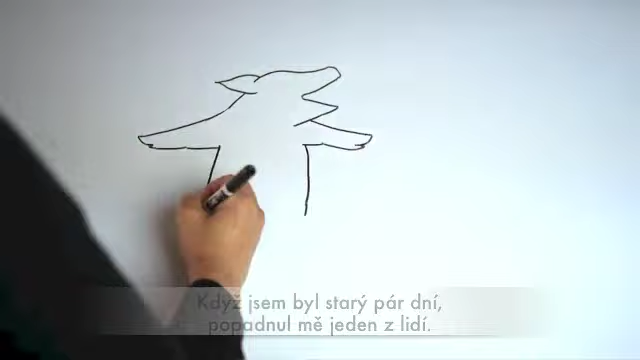 Když jsem byl starý pár dní,
popadnul mě jeden z lidí.